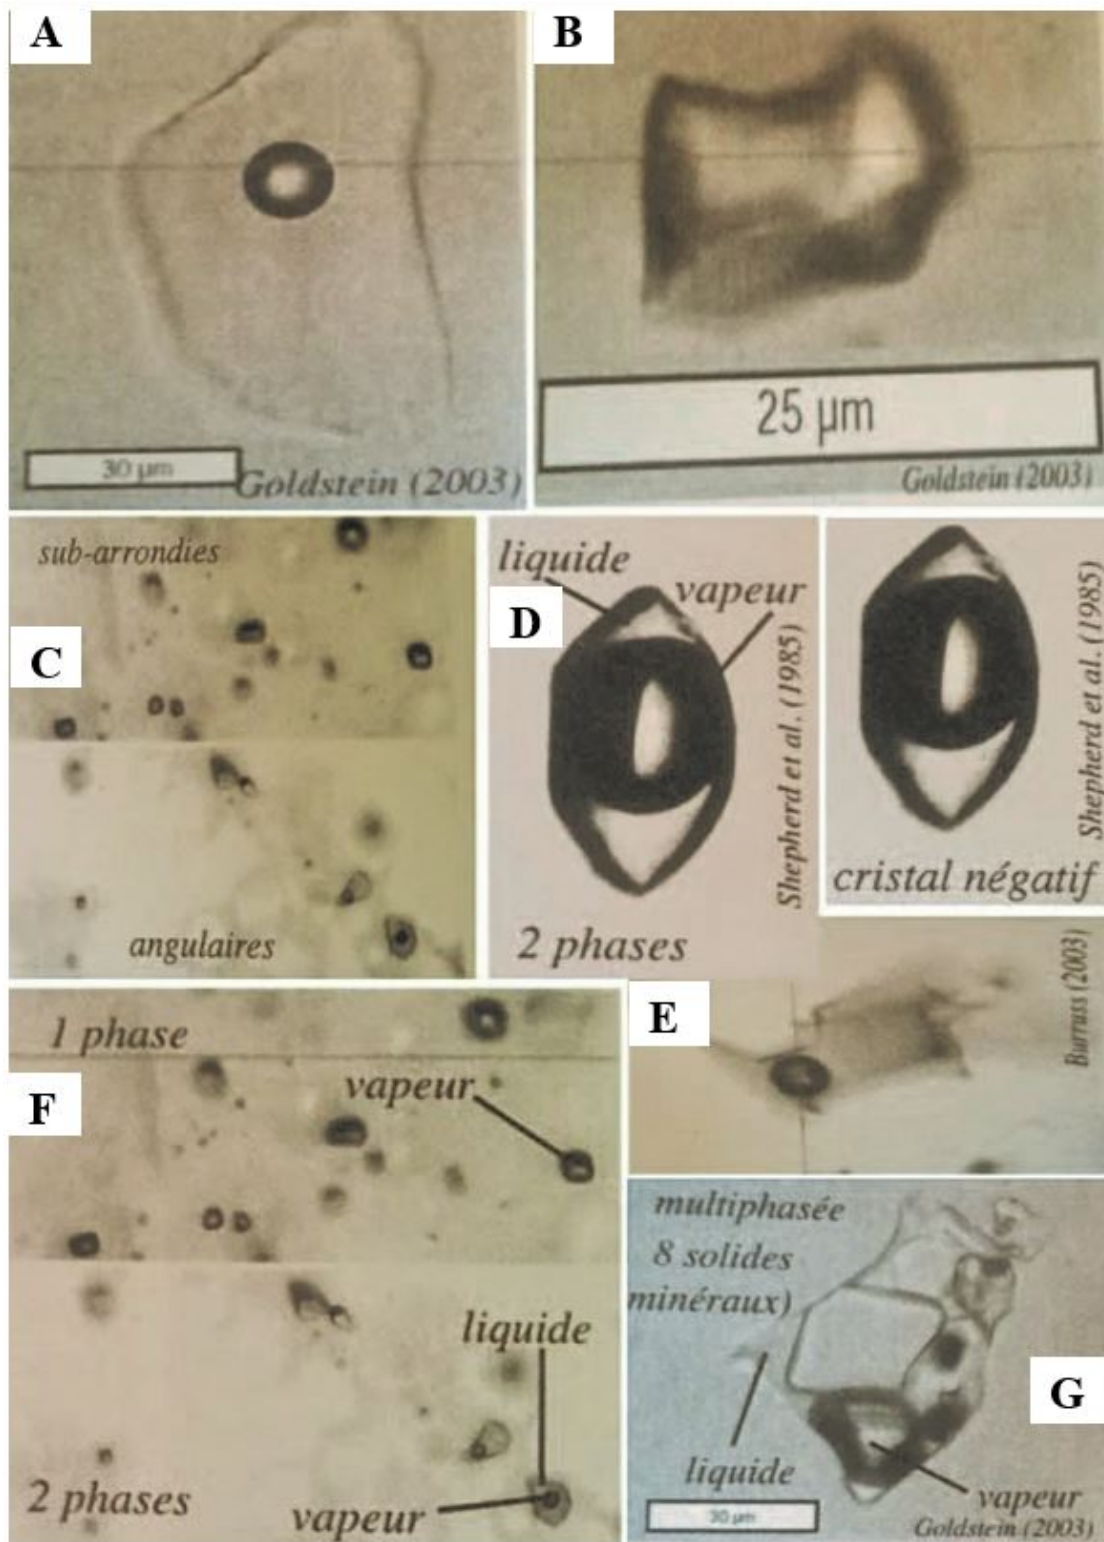 A
30 µm
Goldstein (2003)
B
25 µm
Goldstein (2003)
sub-arrondies
C
angulaires
liquide
vapeur
D
Shepherd et al. (1985)
2 phases
Shepherd et al. (1985)
cristal négatif
E
Burruss (2003)
1 phase
F
vapeur
liquide
vapeur
2 phases
multiphasée
8 solides
minéraux)
G
liquide
vapeur
30 µm
Goldstein (2003)